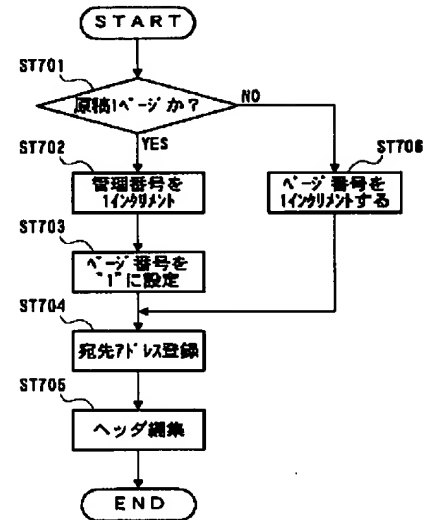 START
ST701
原稿1ページか？
NO
YES
ST702
管理番号を
1インクリメント
ST706
ページ番号を
1インクリメントする
ST703
ページ番号を
"1"に設定
ST704
宛先アドレス登録
ST705
ヘッダ編集
END